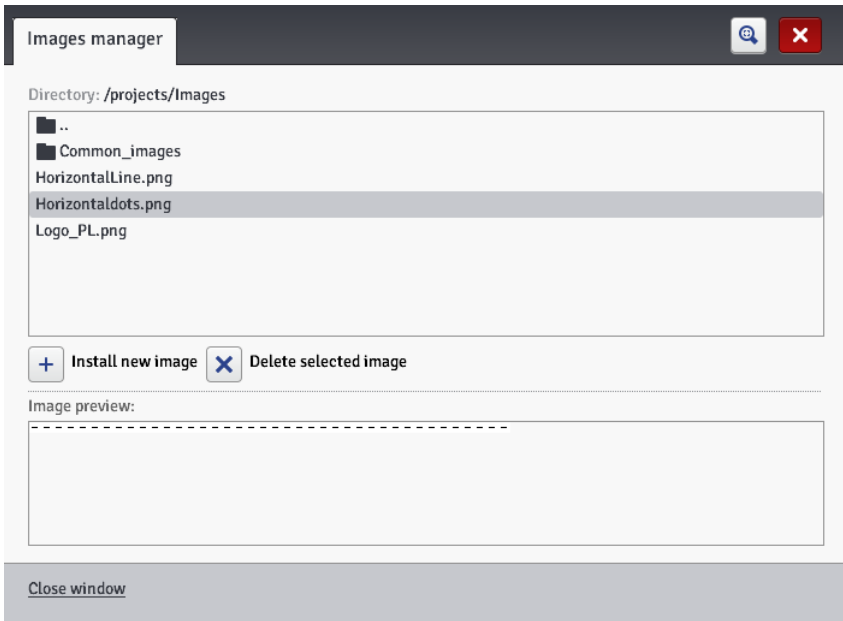 Images manager
Directory: /projects/Images
..
Common_images
HorizontalLine.png
Horizontaldots.png
Logo_PL.png
Install new image Delete selected image
Image preview:
Close window